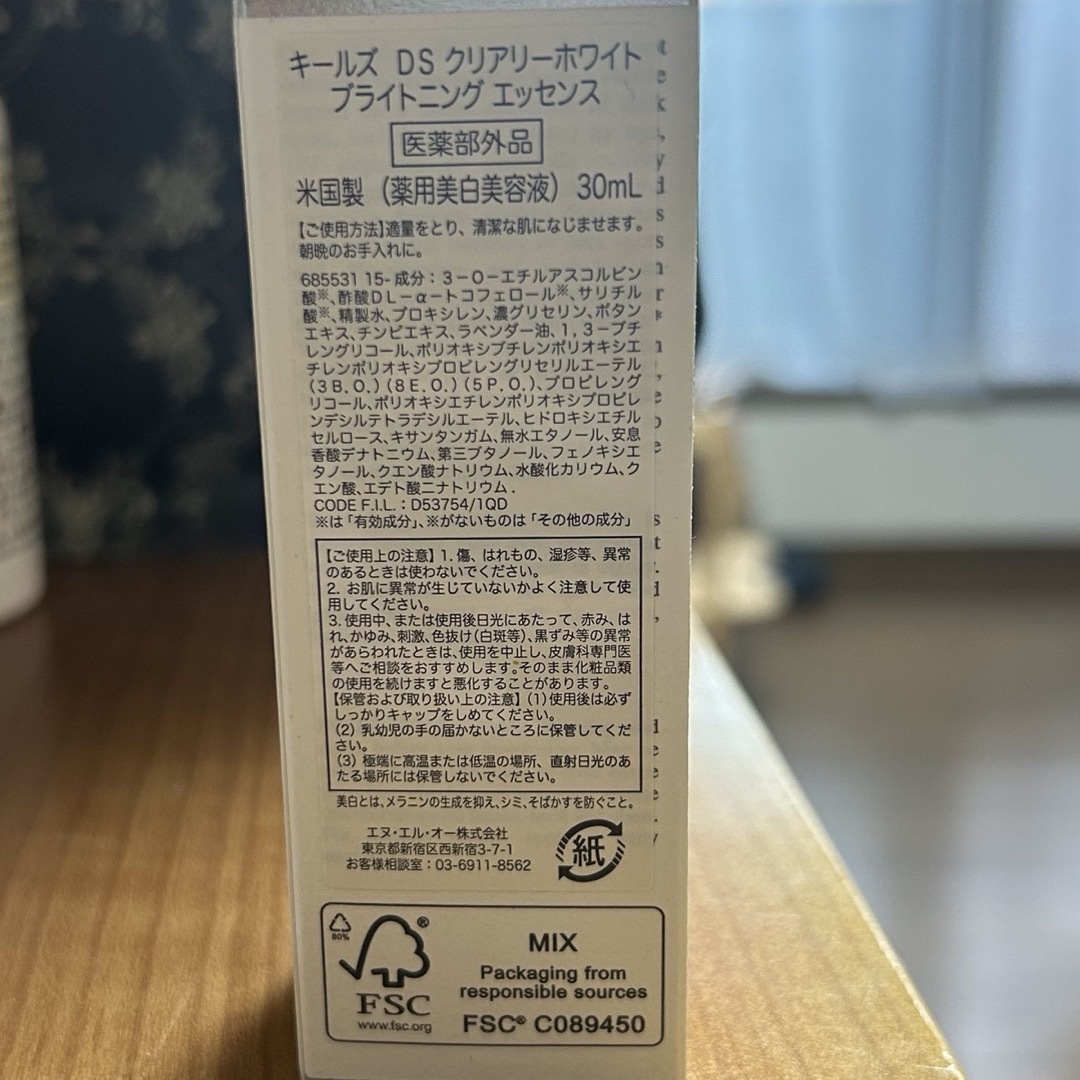 キールズ DS クリアリーホワイト
ブライトニング エッセンス
医薬部外品
米国製（薬用美白美容液） 30mL
【ご使用方法】適量をとり、清潔な肌になじませます。
朝晩のお手入れに。
685531 15- 成分：３－Ｏ－エチルアスコルビン
酸※、酢酸ＤＬ－α－トコフェロール※、サリチル
酸※、精製水、プロキシレン、濃グリセリン、ボタン
エキス、チンピエキス、ラベンダー油、１，３－ブチ
レングリコール、ポリオキシブチレンポリオキシエ
チレンポリオキシプロピレングリセリルエーテル
（３Ｂ．Ｏ．）（８Ｅ．Ｏ．）（５Ｐ．Ｏ．）、プロピレング
リコール、ポリオキシエチレンポリオキシプロピレ
ンデシルテトラデシルエーテル、ヒドロキシエチル
セルロース、キサンタンガム、無水エタノール、安息
香酸デナトニウム、第三ブタノール、フェノキシエ
タノール、クエン酸ナトリウム、水酸化カリウム、ク
エン酸、エデト酸二ナトリウム．
CODE F.I.L. : D53754/1QD
※は「有効成分」、※がないものは「その他の成分」
【ご使用上の注意】1. 傷、はれもの、湿疹等、異常
のあるときは使わないでください。
2. お肌に異常が生じていないかよく注意して使
用してください。
3. 使用中、または使用後日光にあたって、赤み、は
れ、かゆみ、刺激、色抜け（白斑等）、黒ずみ等の異常
があらわれたときは、使用を中止し、皮膚科専門医
等へご相談をおすすめします。そのまま化粧品類
の使用を続けますと悪化することがあります。
【保管および取り扱い上の注意】（1）使用後は必ず
しっかりキャップをしめてください。
（2）乳幼児の手の届かないところに保管してくだ
さい。
（3）極端に高温または低温の場所、直射日光のあ
たる場所には保管しないでください。
美白とは、メラニンの生成を抑え、シミ、そばかすを防ぐこと。
エヌ・エル・オー株式会社
東京都新宿区西新宿3-7-1
お客様相談室：03-6911-8562
紙
80%
FSC®
www.fsc.org
MIX
Packaging from
responsible sources
FSC® C089450